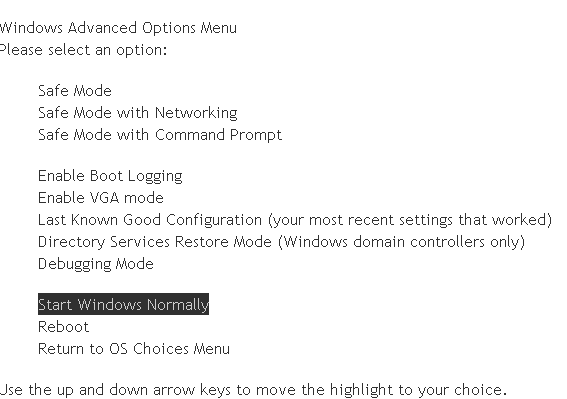 Windows Advanced Options Menu
Please select an option:
Safe Mode
Safe Mode with Networking
Safe Mode with Command Prompt
Enable Boot Logging
Enable VGA mode
Last Known Good Configuration (your most recent settings that worked)
Directory Services Restore Mode (Windows domain controllers only)
Debugging Mode
Start Windows Normally
Reboot
Return to OS Choices Menu
Use the up and down arrow keys to move the highlight to your choice.